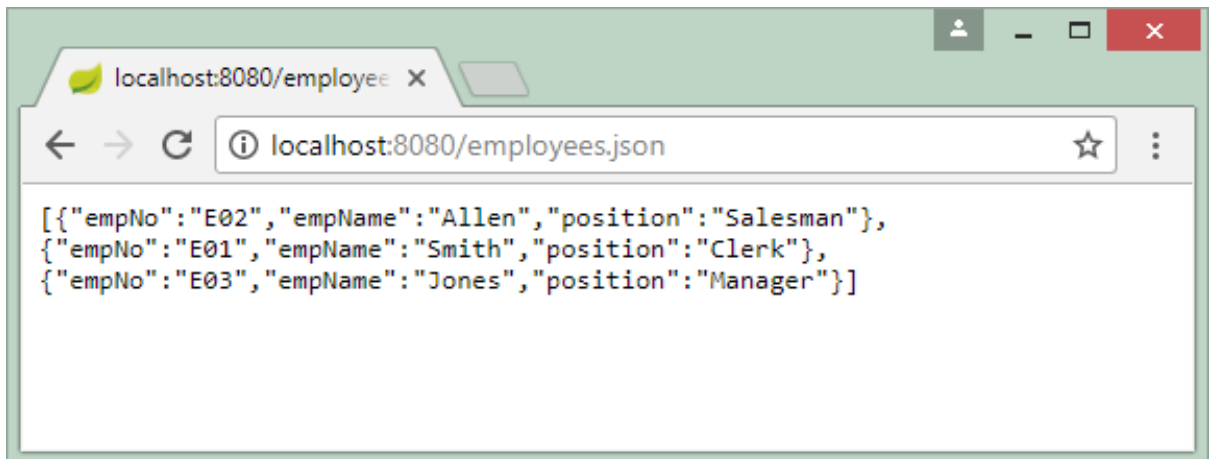 localhost:8080/employee
localhost:8080/employees.json
[{"empNo":"E02","empName":"Allen","position":"Salesman"},
{"empNo":"E01","empName":"Smith","position":"Clerk"},
{"empNo":"E03","empName":"Jones","position":"Manager"}]